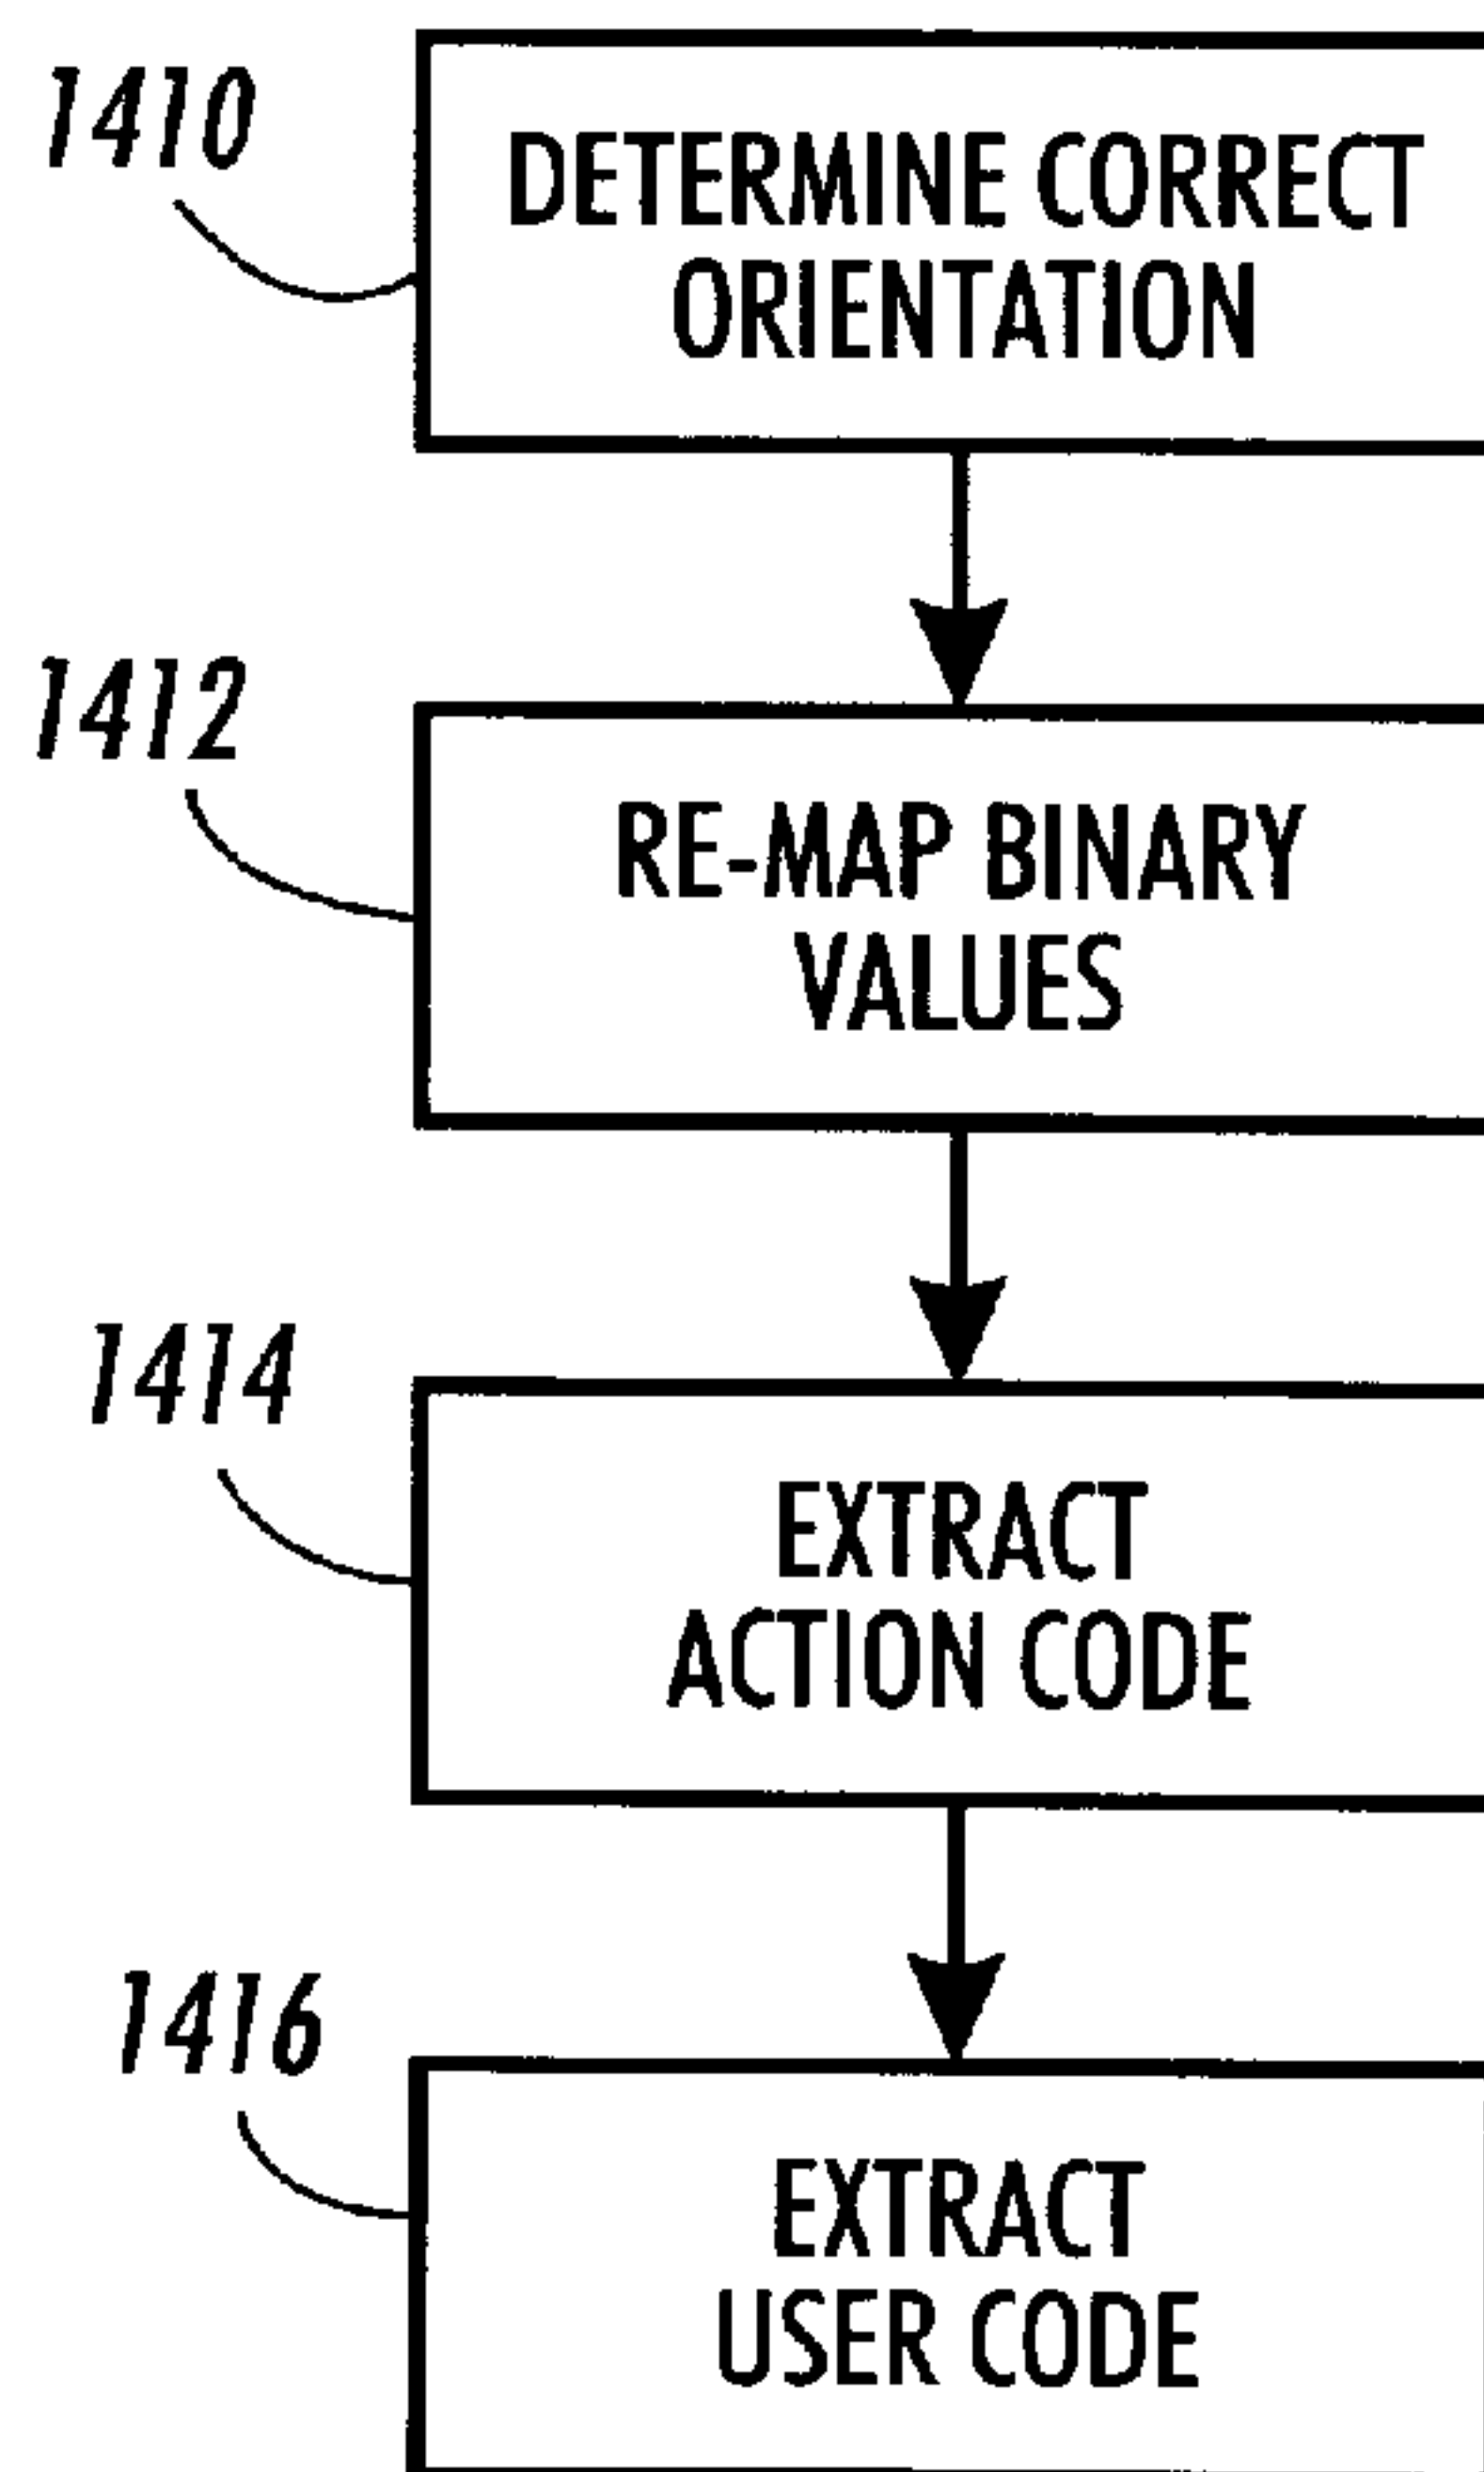 1410
DETERMINE CORRECT
ORIENTATION
1412
RE-MAP BINARY
VALUES
1414
EXTRACT
ACTION CODE
1416
EXTRACT
USER CODE